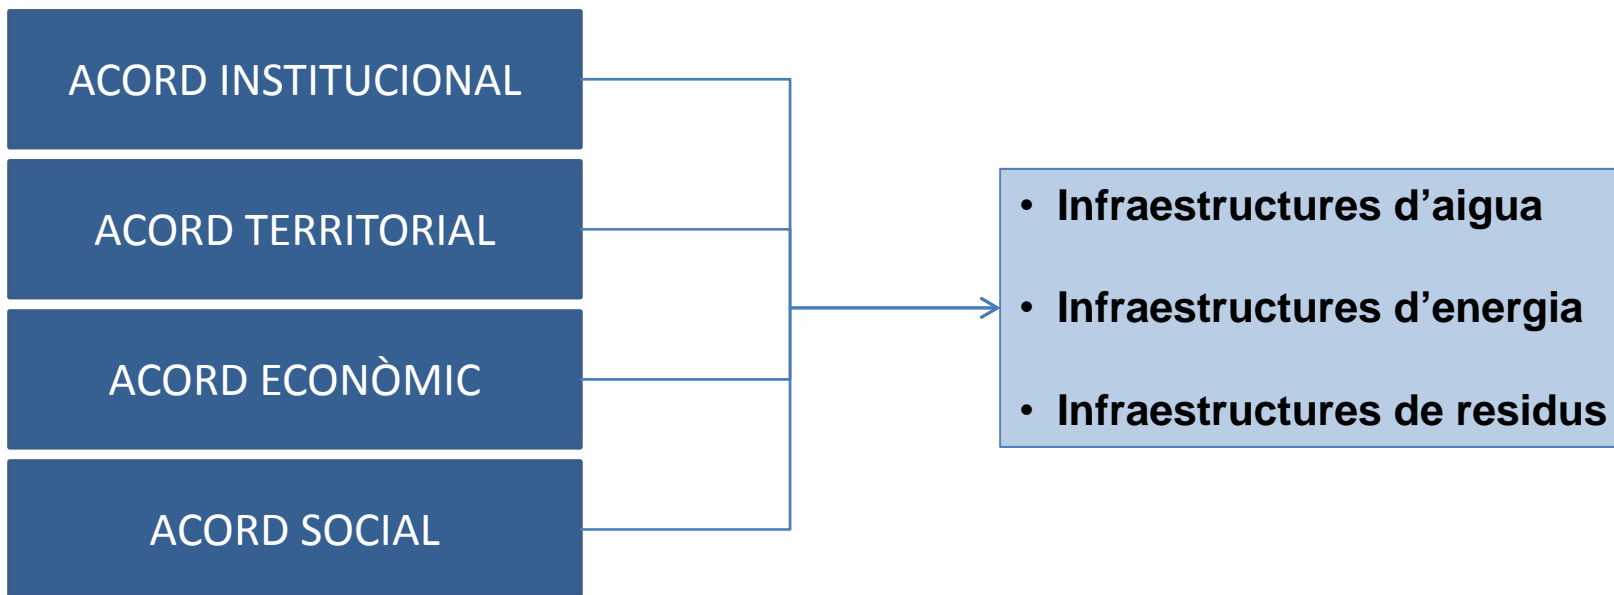 ACORD INSTITUCIONAL
ACORD TERRITORIAL
ACORD ECONÒMIC
ACORD SOCIAL
• Infraestructures d’aigua
• Infraestructures d’energia
• Infraestructures de residus